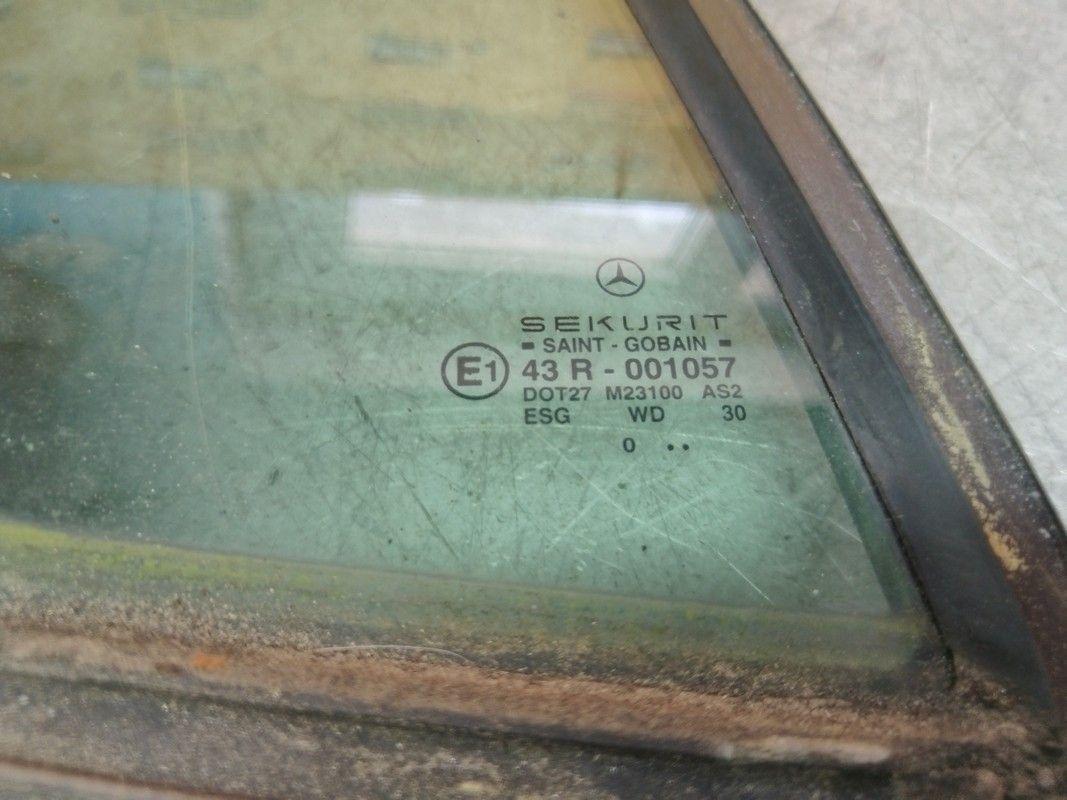 SEKURIT
SAINT - GOBAIN
E1 43 R - 001057
DOT27 M23100 AS2
ESG WD 30
0 ..